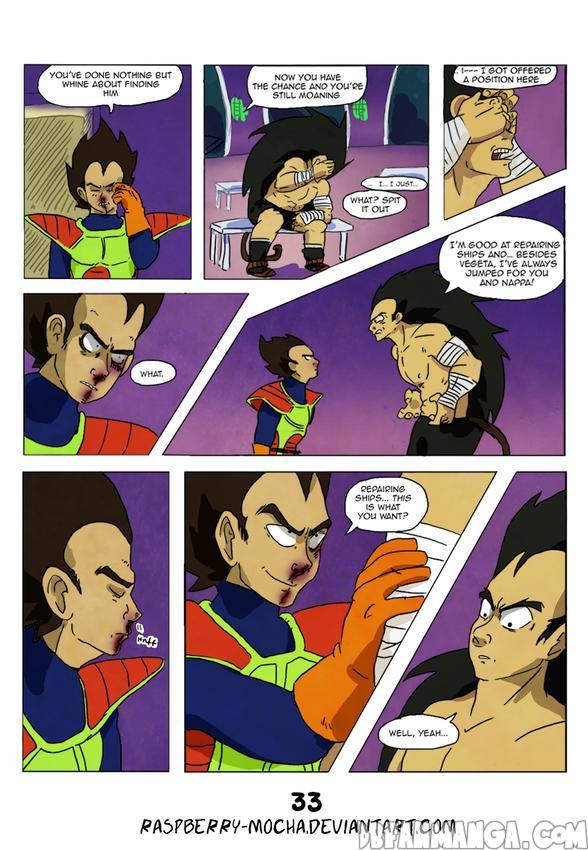 YOU'VE DONE NOTHING BUT
WHINE ABOUT FINDING
HIM
NOW YOU HAVE
THE CHANCE AND YOU'RE
STILL MOANING
... I... I JUST...
WHAT? SPIT
IT OUT
.. I--- I GOT OFFERED
A POSITION HERE
I'M GOOD AT REPAIRING
SHIPS AND... BESIDES
VEGETA, I'VE ALWAYS
JUMPED FOR YOU
AND NAPPA!
WHAT.
HNFF
REPAIRING
SHIPS... THIS
IS WHAT
YOU WANT?
WELL, YEAH...
33
RASPBERRY-MOCHA.DEVIANTART.COM
DBFANMANGA.COM